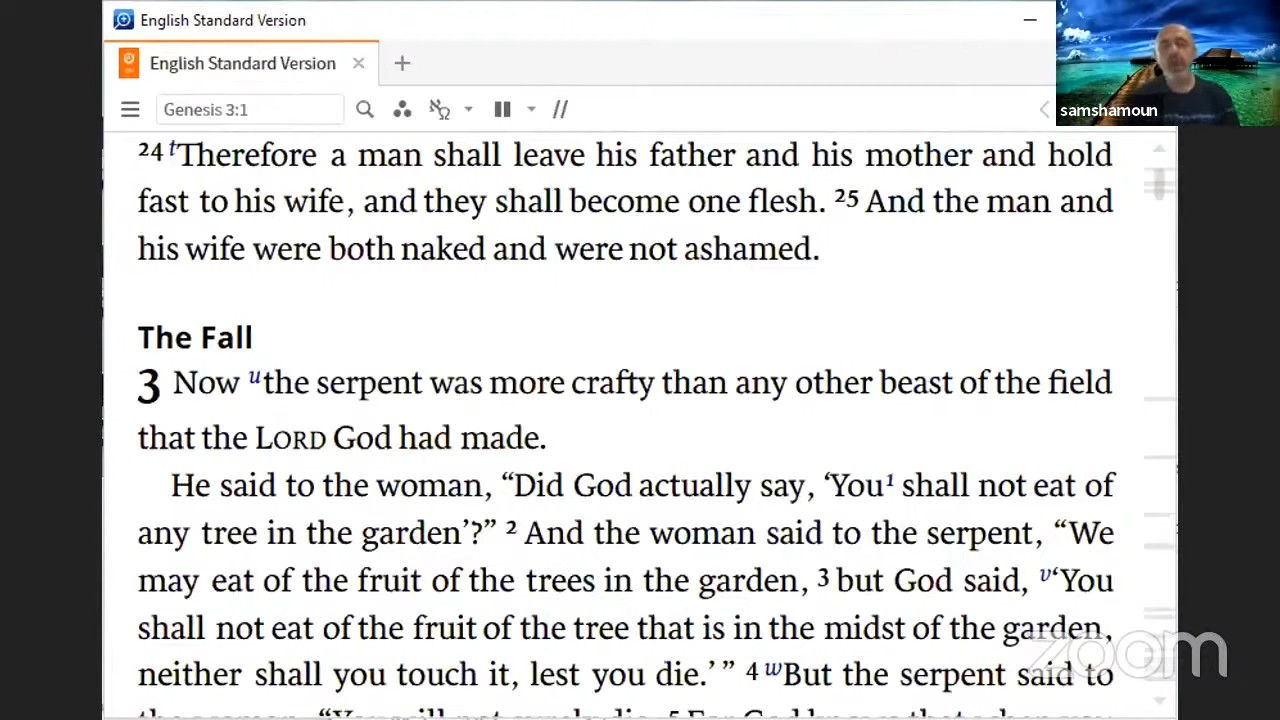 English Standard Version
English Standard Version
Genesis 3:1
samshamoun
24 tTherefore a man shall leave his father and his mother and hold
fast to his wife, and they shall become one flesh. 25 And the man and
his wife were both naked and were not ashamed.
The Fall
3 Now uthe serpent was more crafty than any other beast of the field
that the LORD God had made.
He said to the woman, “Did God actually say, ‘You1 shall not eat of
any tree in the garden’?” 2 And the woman said to the serpent, “We
may eat of the fruit of the trees in the garden, 3 but God said, v‘You
shall not eat of the fruit of the tree that is in the midst of the garden,
neither shall you touch it, lest you die.’ ” 4 wBut the serpent said to
zoom